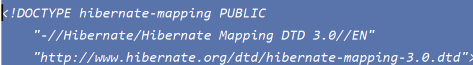 <!DOCTYPE hibernate-mapping PUBLIC
"-//Hibernate/Hibernate Mapping DTD 3.0//EN"
"http://www.hibernate.org/dtd/hibernate-mapping-3.0.dtd">